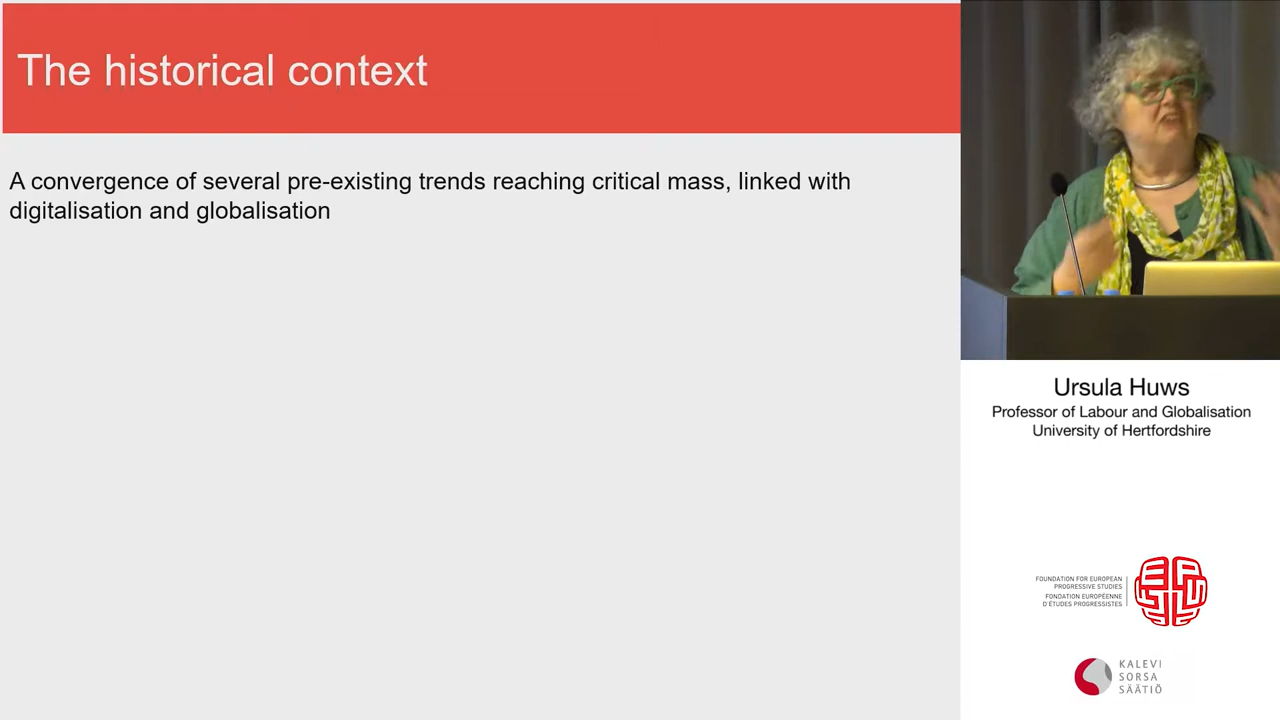 The historical context
A convergence of several pre-existing trends reaching critical mass, linked with
digitalisation and globalisation
Ursula Huws
Professor of Labour and Globalisation
University of Hertfordshire
FOUNDATION FOR EUROPEAN
PROGRESSIVE STUDIES
FONDATION EUROPÉENNE
D'ÉTUDES PROGRESSISTES
KALEVI
SORSA
SÄÄTIÖ